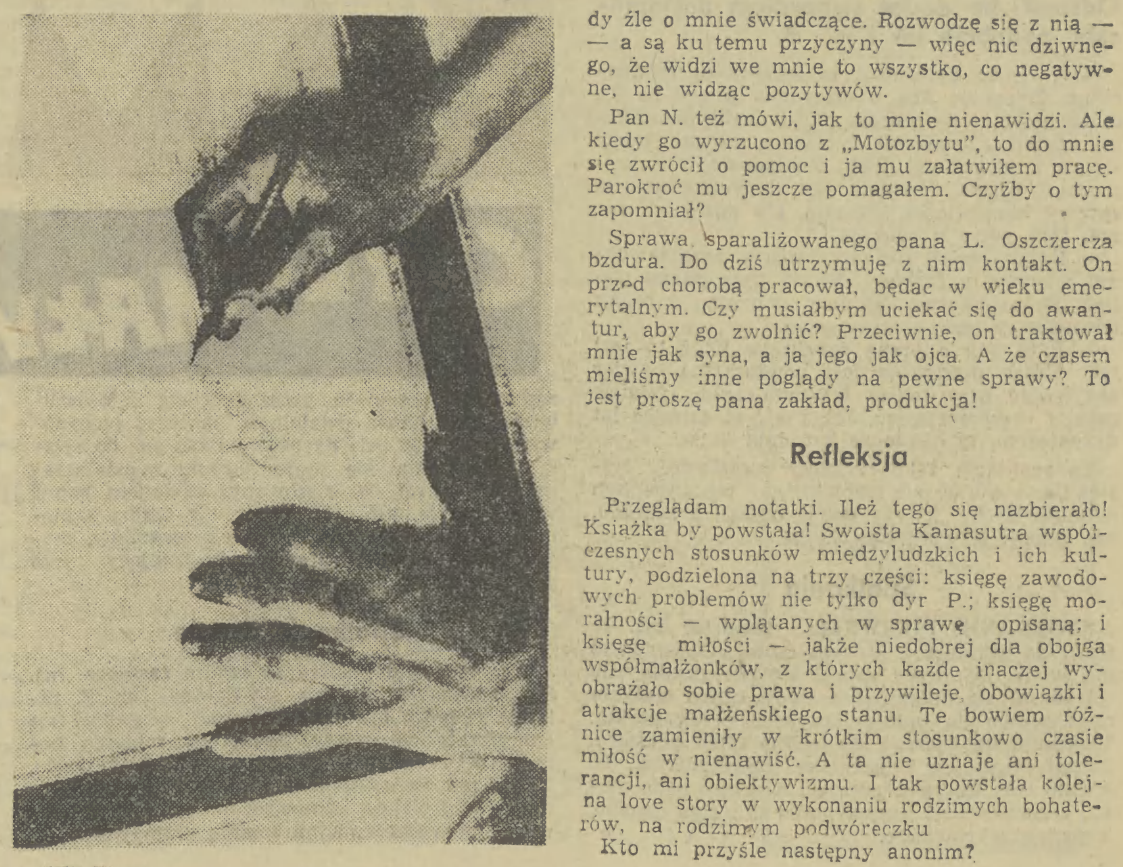 dy źle o mnie świadczące. Rozwodzę się z nią —
— a są ku temu przyczyny — więc nic dziwne-
go, że widzi we mnie to wszystko, co negatyw-
ne, nie widząc pozytywów.
Pan N. też mówi, jak to mnie nienawidzi. Ale
kiedy go wyrzucono z „Motozbytu”, to do mnie
się zwrócił o pomoc i ja mu załatwiłem pracę.
Parokroć mu jeszcze pomagałem. Czyżby o tym
zapomniał?
Sprawa sparaliżowanego pana L. Oszczercza
bzdura. Do dziś utrzymuję z nim kontakt. On
przed chorobą pracował, będac w wieku eme-
rytalnym. Czy musiałbym uciekać się do awan-
tur, aby go zwolnić? Przeciwnie, on traktował
mnie jak syna, a ja jego jak ojca. A że czasem
mieliśmy inne poglądy na pewne sprawy? To
jest proszę pana zakład, produkcja!
Refleksja
Przeglądam notatki. Ileż tego się nazbierało!
Książka by powstała! Swoista Kamasutra współ-
czesnych stosunków międzyludzkich i ich kul-
tury, podzielona na trzy części: księgę zawodo-
wych problemów nie tylko dyr P.; księgę mo-
ralności — wplątanych w sprawę opisaną; i
księgę miłości — jakże niedobrej dla obojga
współmałżonków, z których każde inaczej wy-
obrażało sobie prawa i przywileje, obowiązki i
atrakcje małżeńskiego stanu. Te bowiem róż-
nice zamieniły w krótkim stosunkowo czasie
miłość w nienawiść. A ta nie uznaje ani tole-
rancji, ani obiektywizmu. I tak powstała kolej-
na love story w wykonaniu rodzimych bohate-
rów, na rodzimym podwóreczku
Kto mi przyśle następny anonim?